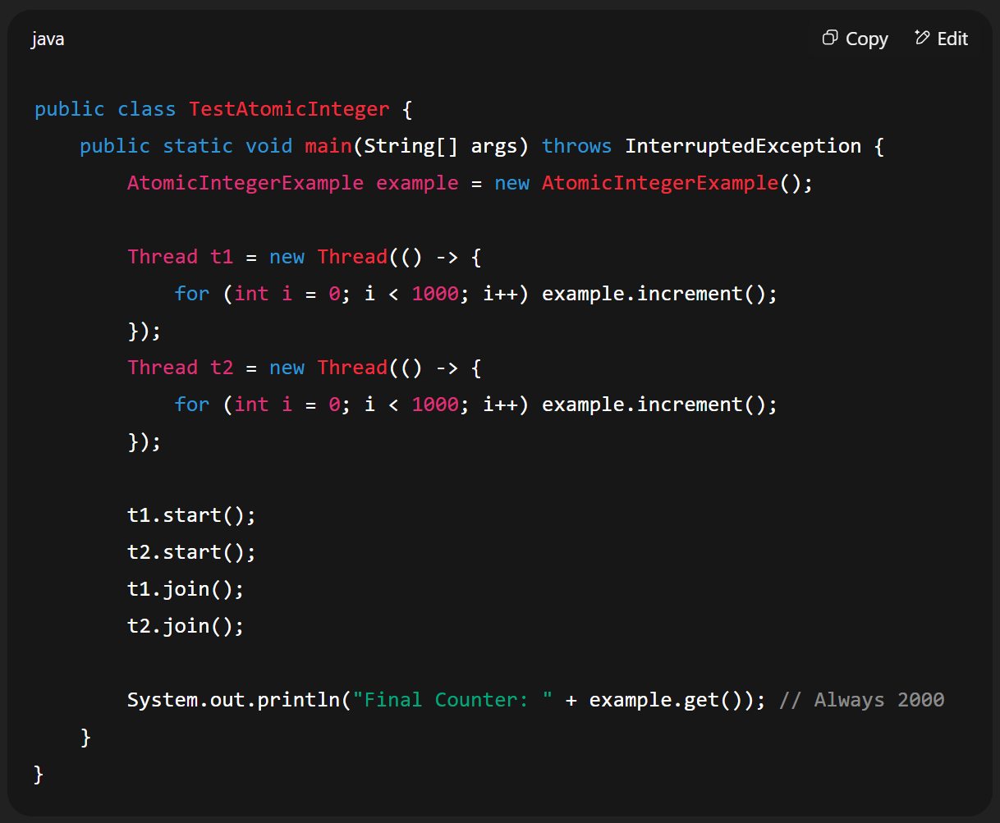 java
Copy
Edit
public class TestAtomicInteger {
    public static void main(String[] args) throws InterruptedException {
        AtomicIntegerExample example = new AtomicIntegerExample();

        Thread t1 = new Thread(() -> {
            for (int i = 0; i < 1000; i++) example.increment();
        });
        Thread t2 = new Thread(() -> {
            for (int i = 0; i < 1000; i++) example.increment();
        });

        t1.start();
        t2.start();
        t1.join();
        t2.join();

        System.out.println("Final Counter: " + example.get()); // Always 2000
    }
}